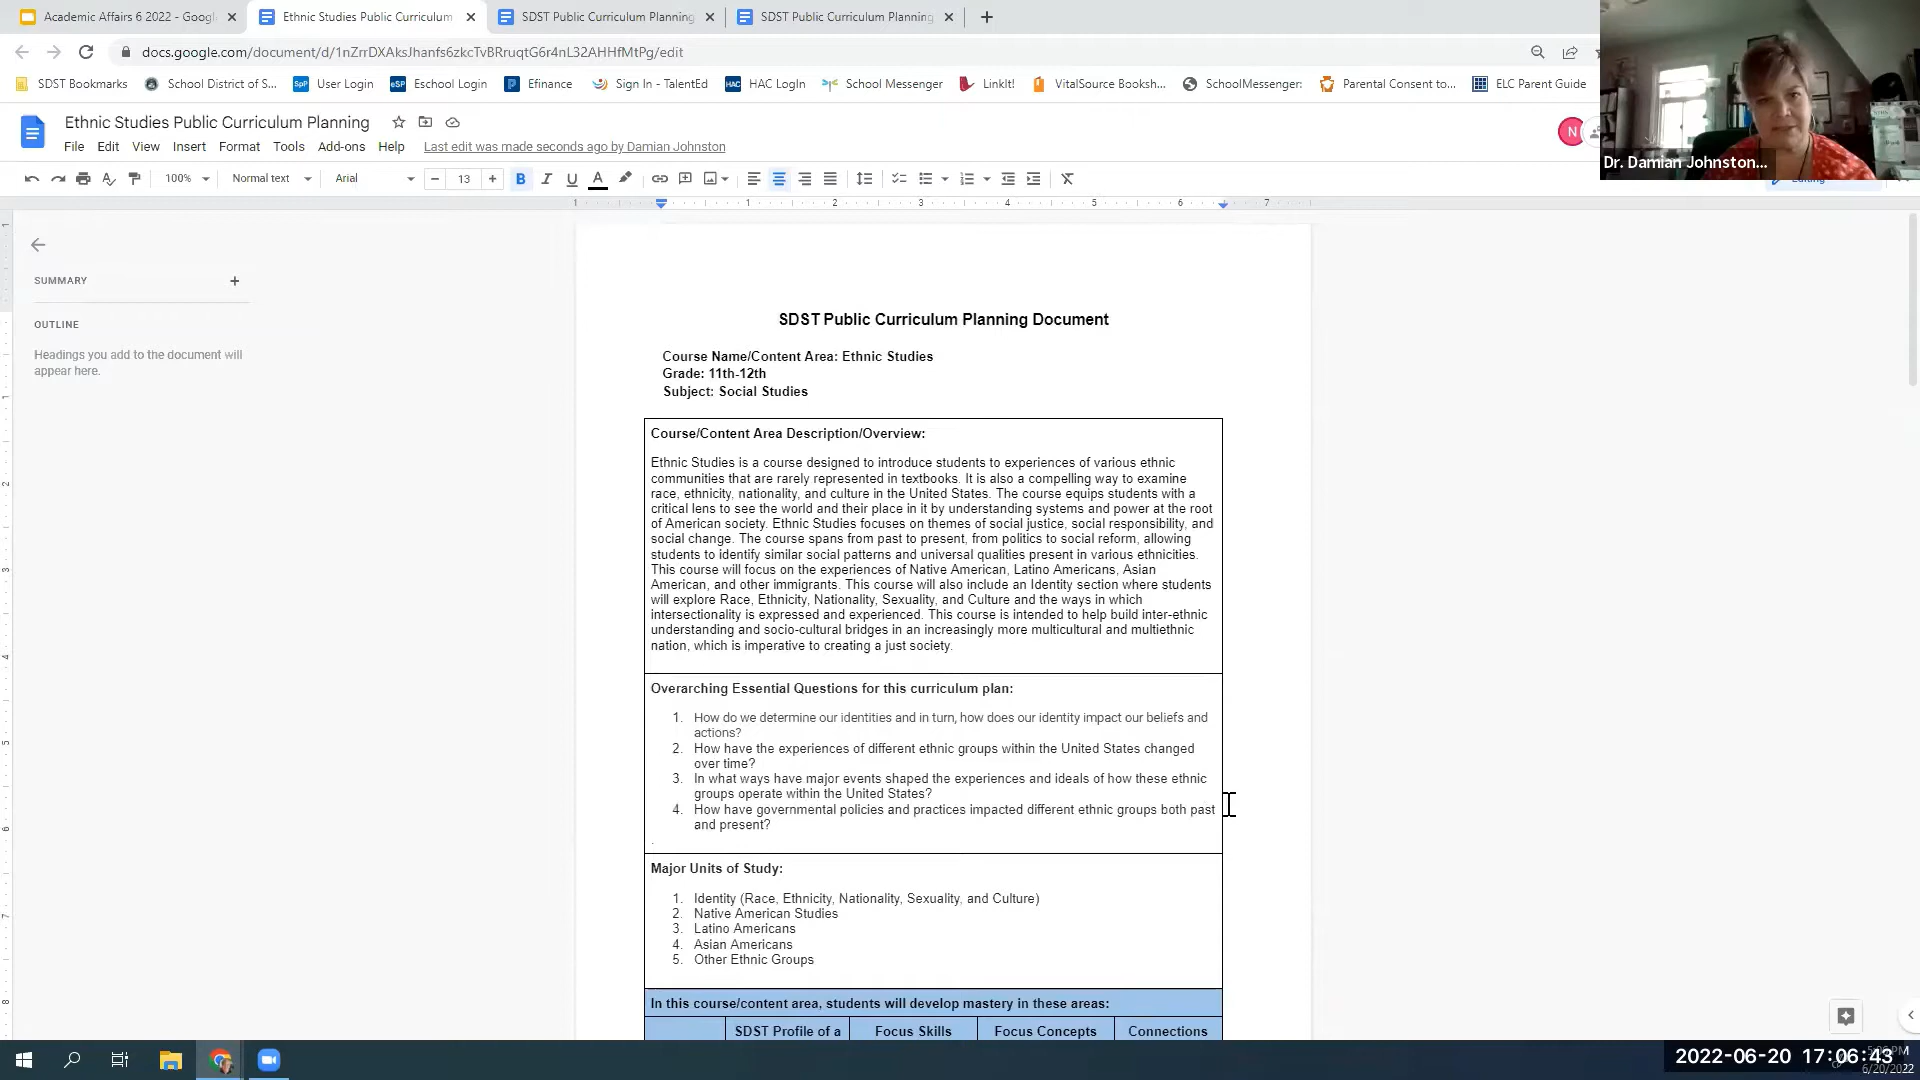 Academic Affairs 6 2022 - Googl
Ethnic Studies Public Curriculum
SDST Public Curriculum Planning
SDST Public Curriculum Planning
docs.google.com/document/d/1nZrrDXAksJhanfs6zkcTvBRruqtG6r4nL32AHHfMtPg/edit
SDST Bookmarks
School District of S...
SpP User Login
eSP Eschool Login
P Efinance
Sign In - TalentEd
HAC HAC LogIn
School Messenger
LinkIt!
VitalSource Booksh...
SchoolMessenger:
Parental Consent to...
ELC Parent Guide
Ethnic Studies Public Curriculum Planning
File Edit View Insert Format Tools Add-ons Help Last edit was made seconds ago by Damian Johnston
N
Dr. Damian Johnston...
100% Normal text Arial 13 B I U A
Editing
1 1 2 3 4 5 6 7
SUMMARY
OUTLINE
Headings you add to the document will
appear here.
SDST Public Curriculum Planning Document
Course Name/Content Area: Ethnic Studies
Grade: 11th-12th
Subject: Social Studies
Course/Content Area Description/Overview:
Ethnic Studies is a course designed to introduce students to experiences of various ethnic
communities that are rarely represented in textbooks. It is also a compelling way to examine
race, ethnicity, nationality, and culture in the United States. The course equips students with a
critical lens to see the world and their place in it by understanding systems and power at the root
of American society. Ethnic Studies focuses on themes of social justice, social responsibility, and
social change. The course spans from past to present, from politics to social reform, allowing
students to identify similar social patterns and universal qualities present in various ethnicities.
This course will focus on the experiences of Native American, Latino Americans, Asian
American, and other immigrants. This course will also include an Identity section where students
will explore Race, Ethnicity, Nationality, Sexuality, and Culture and the ways in which
intersectionality is expressed and experienced. This course is intended to help build inter-ethnic
understanding and socio-cultural bridges in an increasingly more multicultural and multiethnic
nation, which is imperative to creating a just society.
Overarching Essential Questions for this curriculum plan:
1. How do we determine our identities and in turn, how does our identity impact our beliefs and
actions?
2. How have the experiences of different ethnic groups within the United States changed
over time?
3. In what ways have major events shaped the experiences and ideals of how these ethnic
groups operate within the United States?
4. How have governmental policies and practices impacted different ethnic groups both past
and present?
.
Major Units of Study:
1. Identity (Race, Ethnicity, Nationality, Sexuality, and Culture)
2. Native American Studies
3. Latino Americans
4. Asian Americans
5. Other Ethnic Groups
In this course/content area, students will develop mastery in these areas:
SDST Profile of a Focus Skills Focus Concepts Connections
2022-06-20 17:06:43
6/20/2022